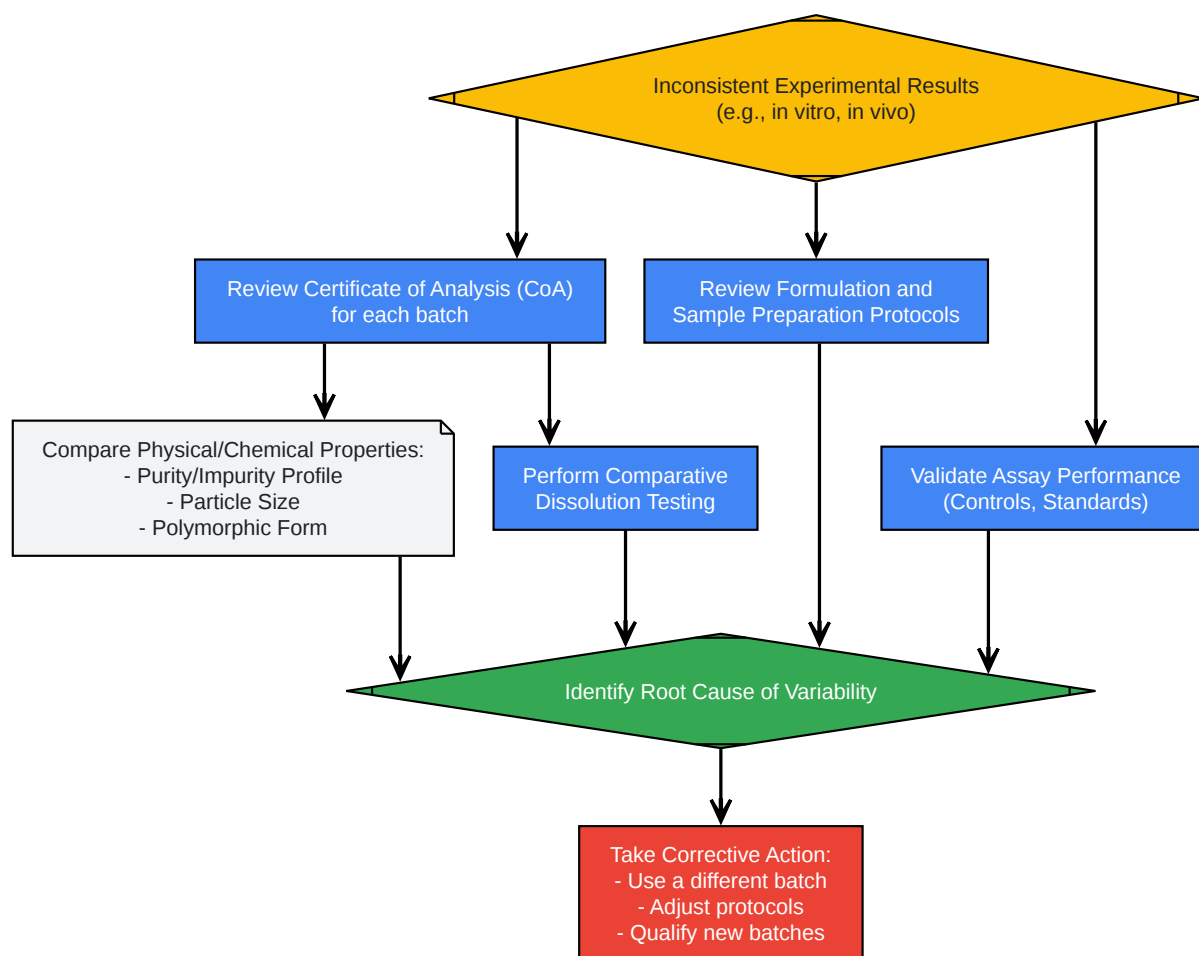 Inconsistent Experimental Results
(e.g., in vitro, in vivo)
Review Certificate of Analysis (CoA)
for each batch
Review Formulation and
Sample Preparation Protocols
Compare Physical/Chemical Properties:
- Purity/Impurity Profile
- Particle Size
- Polymorphic Form
Perform Comparative
Dissolution Testing
Validate Assay Performance
(Controls, Standards)
Identify Root Cause of Variability
Take Corrective Action:
- Use a different batch
- Adjust protocols
- Qualify new batches